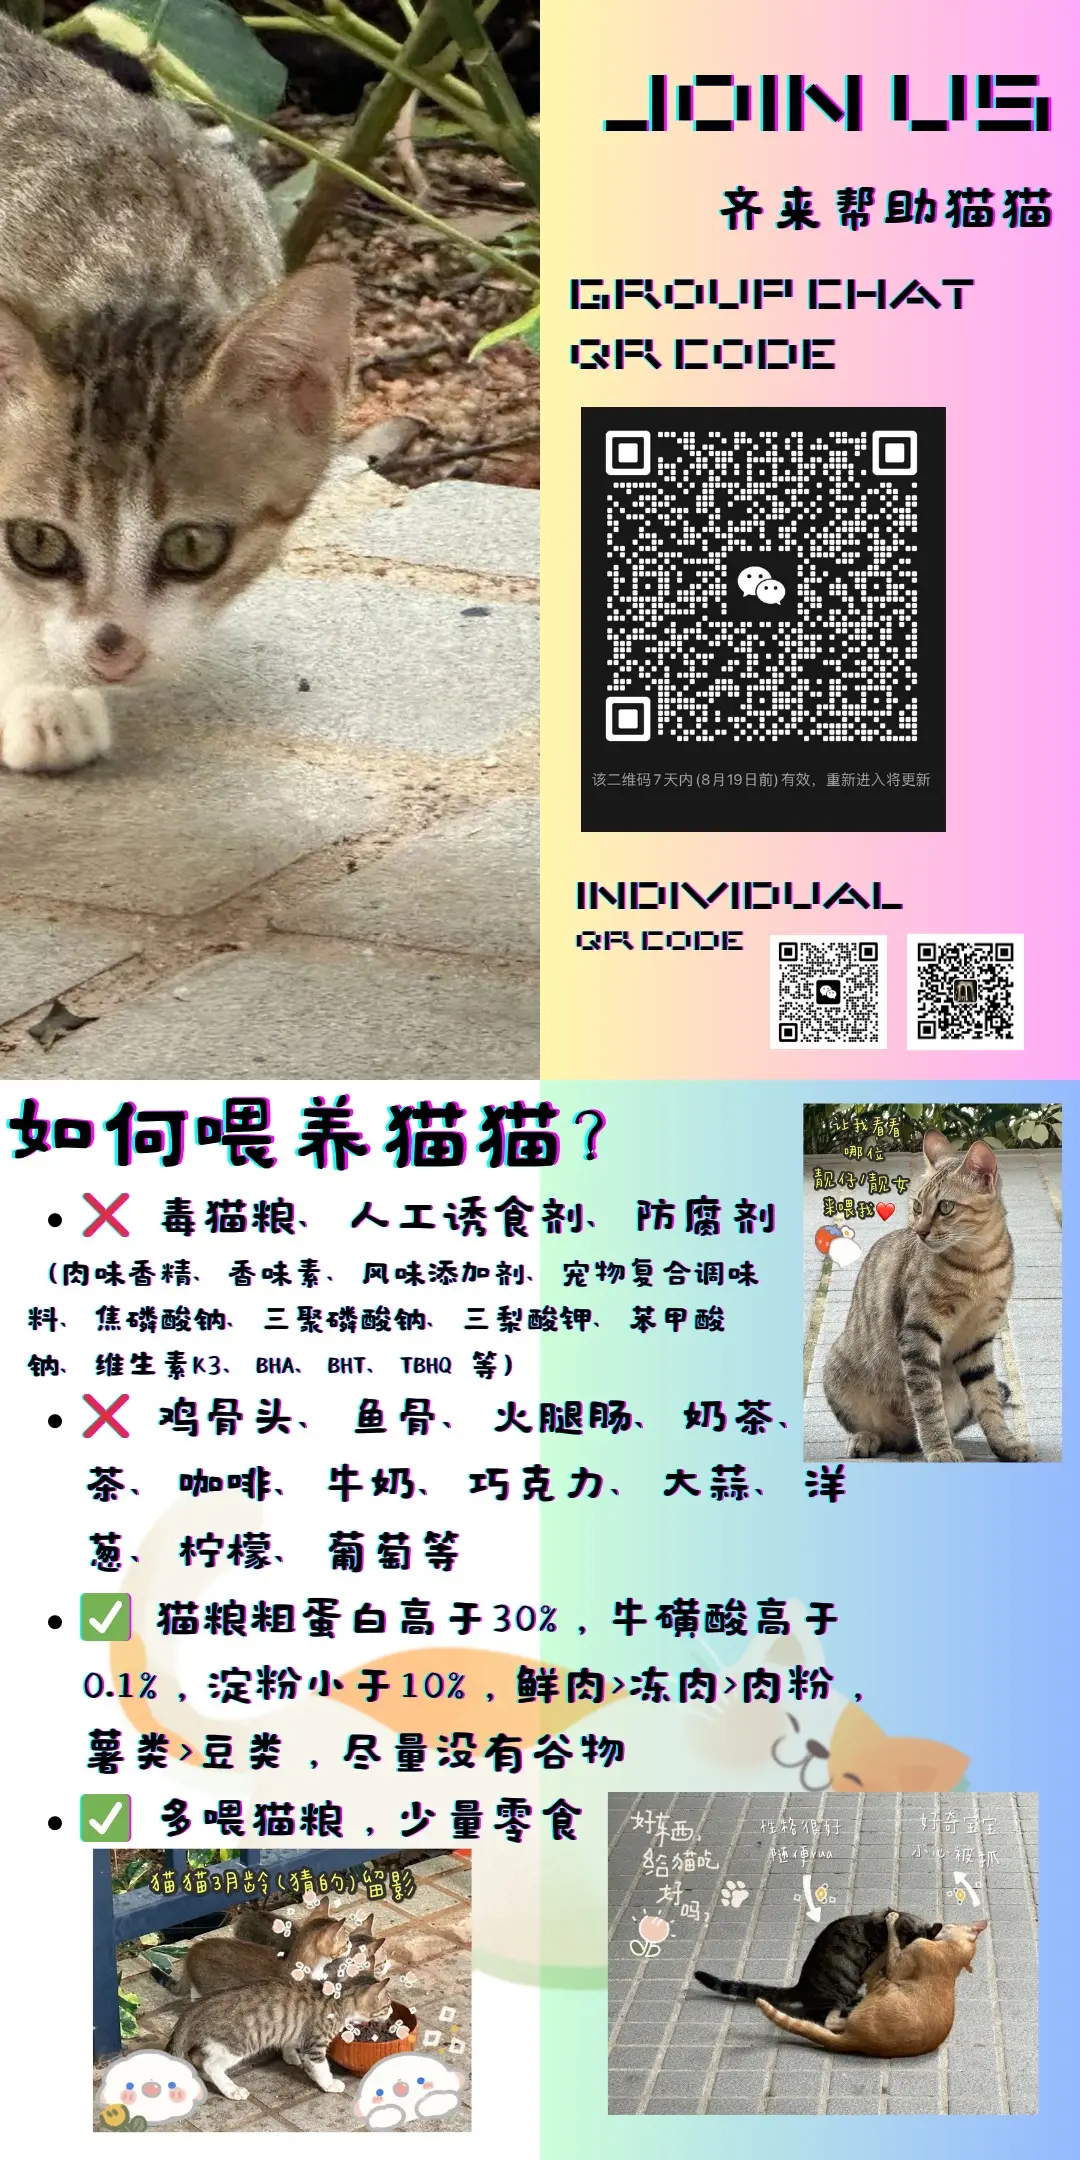 JOIN US
齐来帮助猫猫
GROUP CHAT
QR CODE
该二维码7天内(8月19日前)有效，重新进入将更新
INDIVIDUAL
QR CODE
如何喂养猫猫？
❌ 毒猫粮、人工诱食剂、防腐剂
（肉味香精、香味素、风味添加剂、宠物复合调味
料、焦磷酸钠、三聚磷酸钠、三梨酸钾、苯甲酸
钠、维生素K3、BHA、BHT、TBHQ 等）
❌ 鸡骨头、鱼骨、火腿肠、奶茶、
茶、咖啡、牛奶、巧克力、大蒜、洋
葱、柠檬、葡萄等
✅ 猫粮粗蛋白高于30%，牛磺酸高于
0.1%，淀粉小于10%，鲜肉>冻肉>肉粉，
薯类>豆类，尽量没有谷物
✅ 多喂猫粮，少量零食
让我看看
哪位
靓仔/靓女
来喂我❤️
猫猫3月龄(猜的)留影
好东西,
给猫吃
好吗?
性格很好
随便rua
好奇宝宝
小心被抓